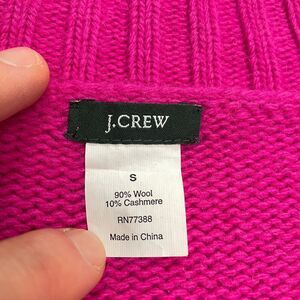 J.CREW
S
90% Wool
10% Cashmere
RN77388
Made in China